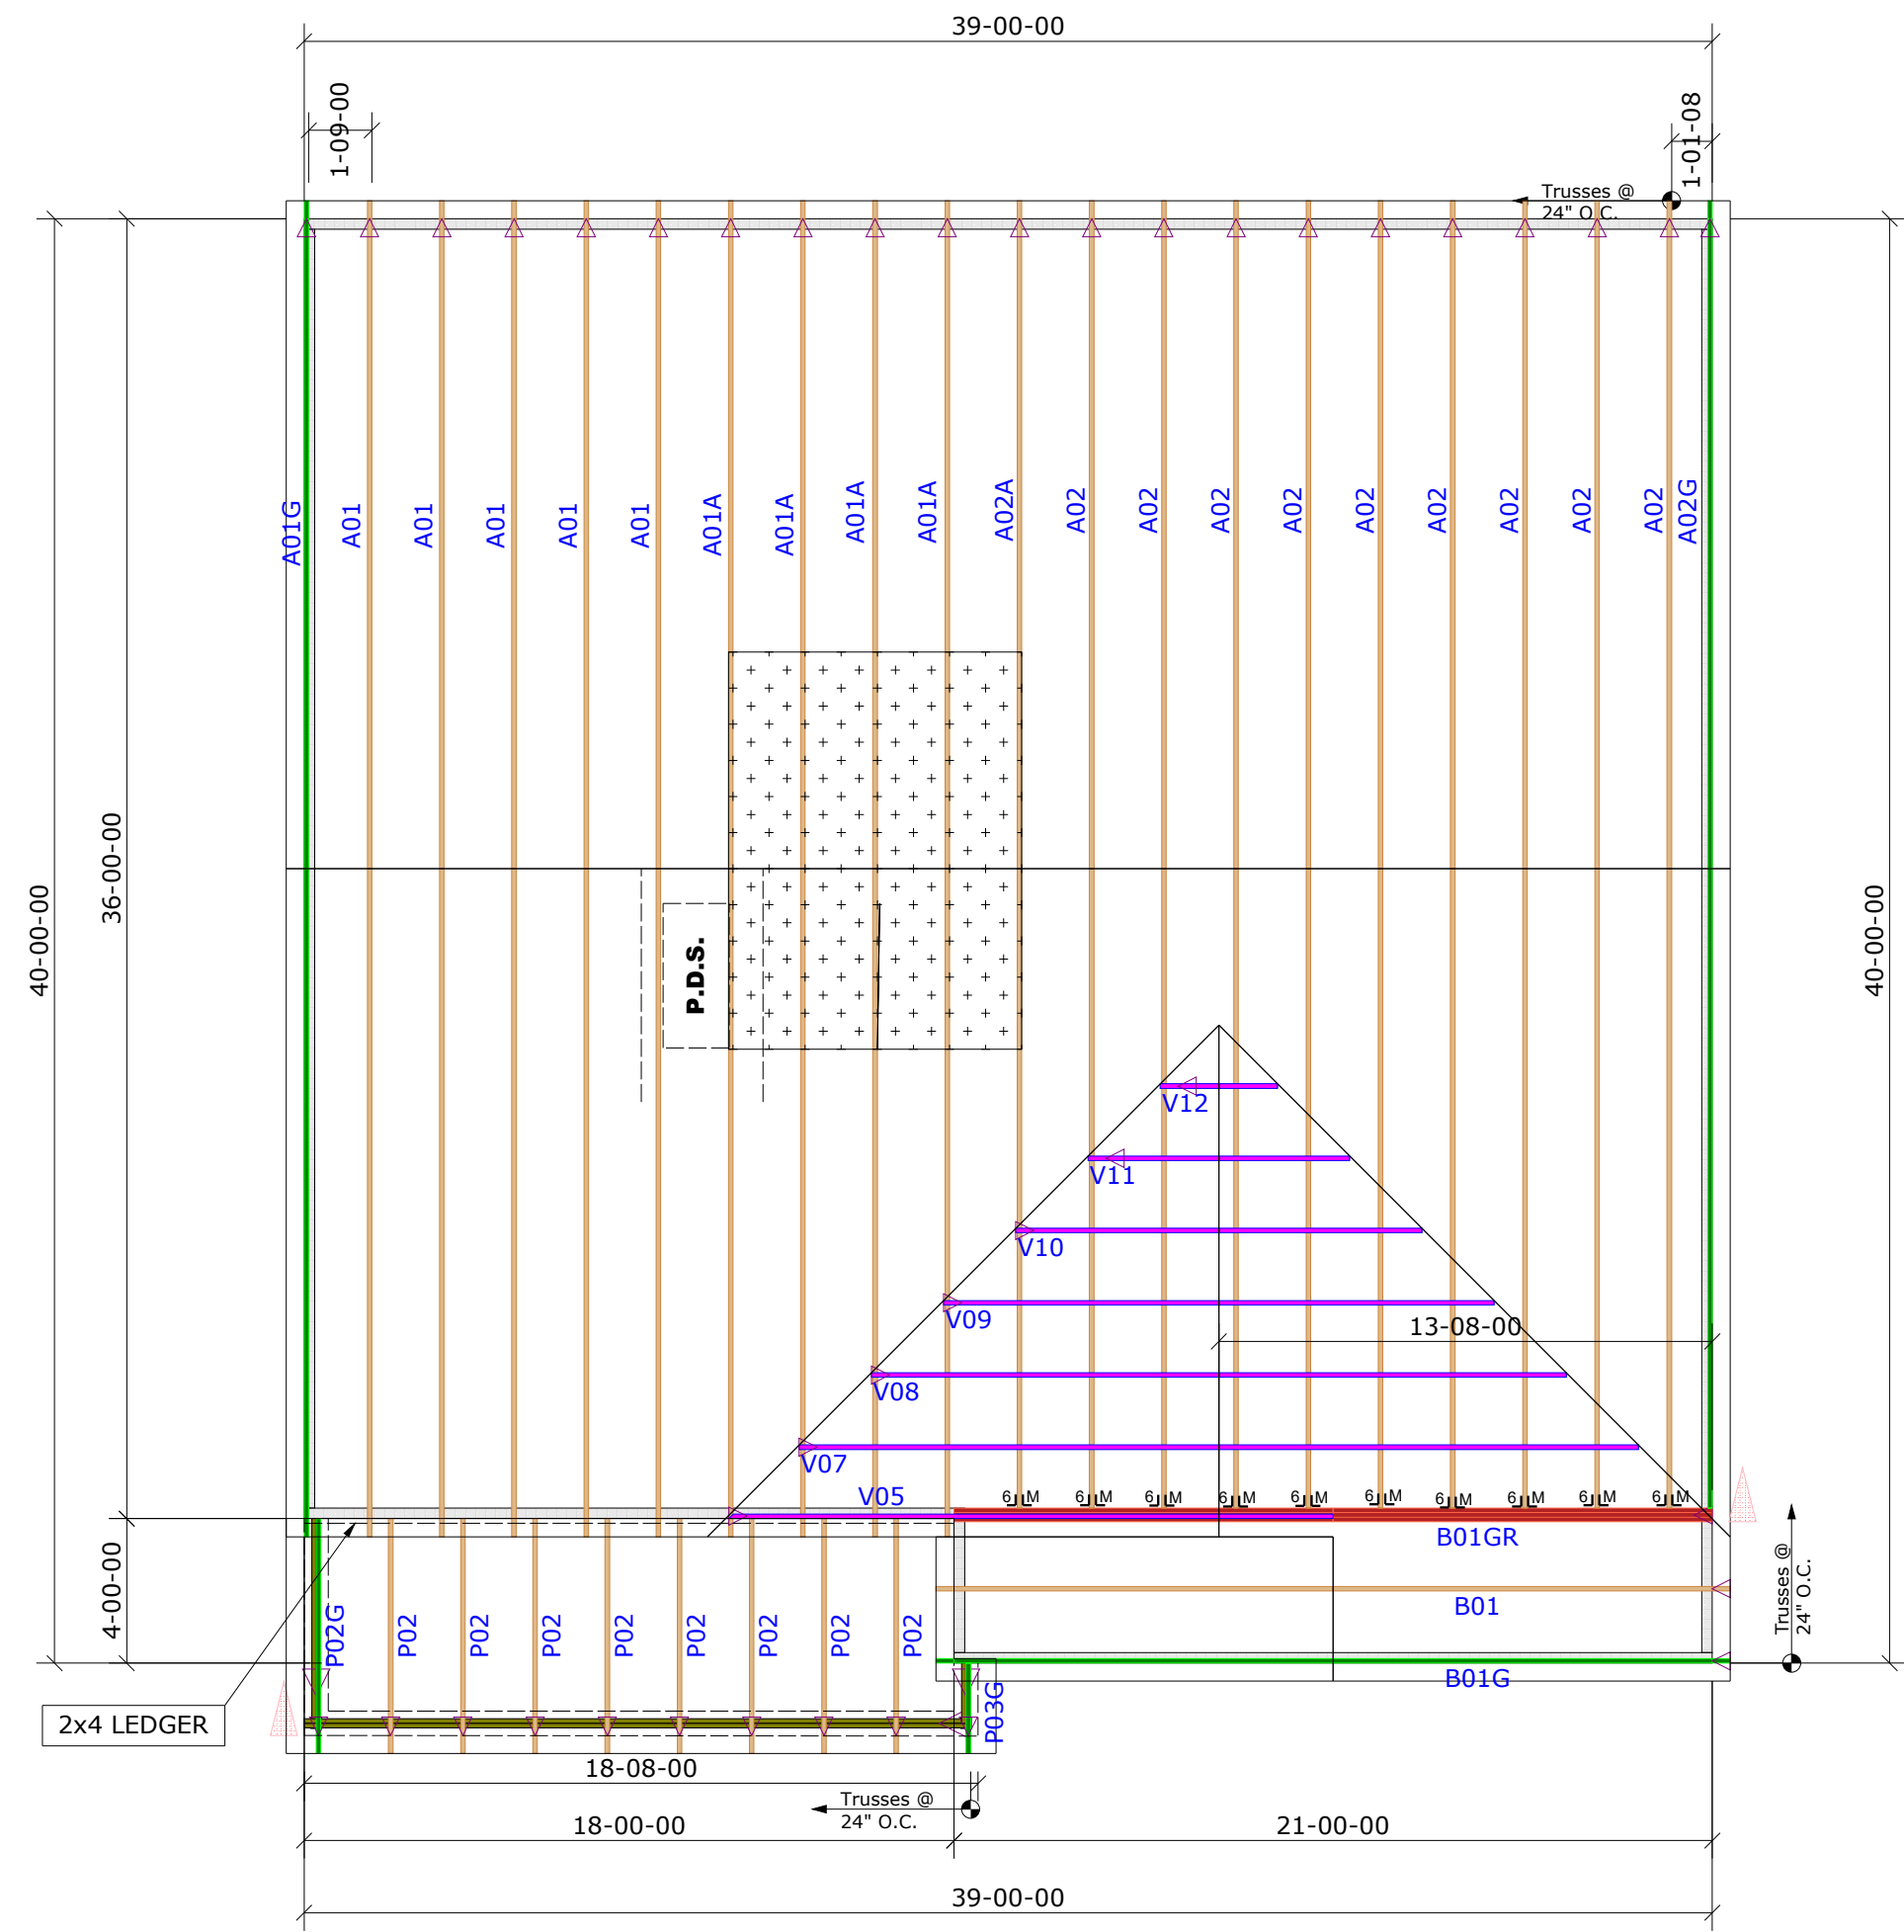 39-00-00
1-09-00
1-01-08
Trusses @
24" O.C.
A01G
A01
A01
A01
A01
A01
A01A
A01A
A01A
A01A
A02A
A02
A02
A02
A02
A02
A02
A02
A02
A02
A02G
40-00-00
36-00-00
40-00-00
P.D.S.
V12
V11
V10
V09
13-08-00
V08
V07
V05
B01GR
4-00-00
P02G
P02
P02
P02
P02
P02
P02
P02
P02
B01
Trusses @
24" O.C.
B01G
P03G
2x4 LEDGER
18-08-00
Trusses @
24" O.C.
18-00-00
21-00-00
39-00-00